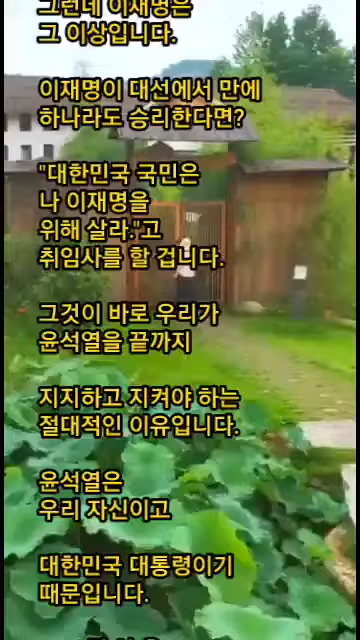 그런데 이재명은
그 이상입니다.
이재명이 대선에서 만에
하나라도 승리한다면?
"대한민국 국민은
나 이재명을
위해 살라."고
취임사를 할 겁니다.
그것이 바로 우리가
윤석열을 끝까지
지지하고 지켜야 하는
절대적인 이유입니다.
윤석열은
우리 자신이고
대한민국 대통령이기
때문입니다.